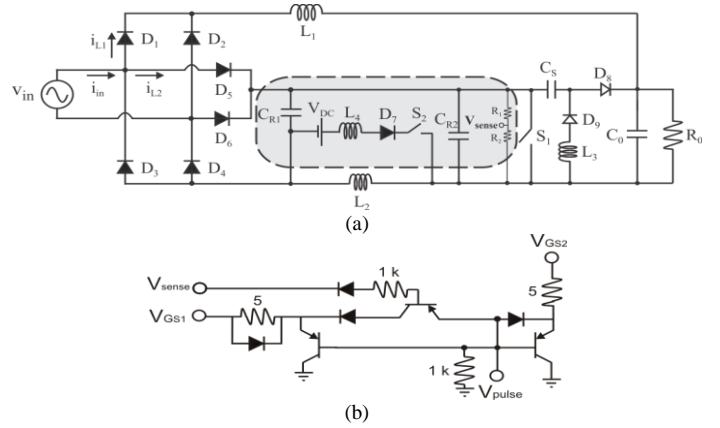 L1
iL1
D1
D2
vin
iin
iL2
D5
D6
D3
D4
CR1
VDC
L4
D7
S2
CR2
Vsense
R1
R2
S1
CS
D8
D9
L3
C0
R0
L2
(a)
VGS2
Vsense
1 k
5
VGS1
5
1 k
Vpulse
(b)